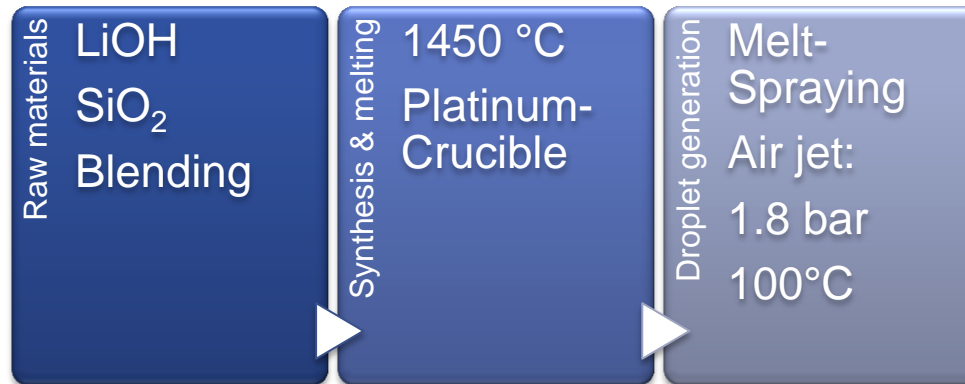 Raw materials
LiOH
SiO₂
Blending
Synthesis & melting
1450 °C
Platinum-
Crucible
Droplet generation
Melt-
Spraying
Air jet:
1.8 bar
100°C